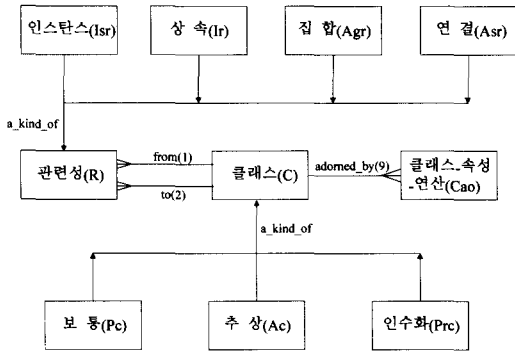 인스탄스(Isr)
상 속(Ir)
집 합(Agr)
연 결(Asr)
a_kind_of
관련성(R)
from(1)
to(2)
클래스(C)
adorned_by(9)
클래스-속성
-연산(Cao)
a_kind_of
보 통(Pc)
추 상(Ac)
인수화(Prc)